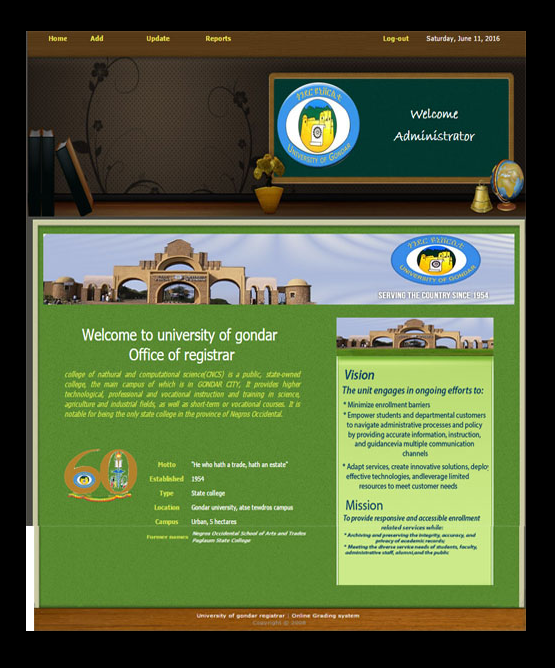 Home Add Update Reports Log-out Saturday, June 11, 2016
Welcome
Administrator
UNIVERSITY OF GONDAR
UNIVERSITY OF GONDAR
SERVING THE COUNTRY SINCE 1954
Welcome to university of gondar
Office of registrar
college of nathural and computational science(CNCS) is a public, state-owned
college, the main campus of which is in GONDAR CITY, It provides higher
technological, professional and vocational instruction and training in science,
agriculture and industrial fields, as well as short-term or vocational courses. It is
notable for being the only state college in the province of Negros Occidental.
60
Motto "He who hath a trade, hath an estate"
Established 1954
Type State college
Location Gondar university, atse tewdros campus
Campus Urban, 5 hectares
Former names Negros Occidental School of Arts and Trades
Paglaum State College
Vision
The unit engages in ongoing efforts to:
* Minimize enrollment barriers
* Empower students and departmental customers
to navigate administrative processes and policy
by providing accurate information, instruction,
and guidancevia multiple communication
channels
* Adapt services, create innovative solutions, deploy
effective technologies, andleverage limited
resources to meet customer needs
Mission
To provide responsive and accessible enrollment
related services while:
* Archiving and preserving the integrity, accuracy, and
privacy of academic records;
* Meeting the diverse service needs of students, faculty,
administrative staff, alumni,and the public
University of gondar registrar : Online Grading system
Copyright @ 2008